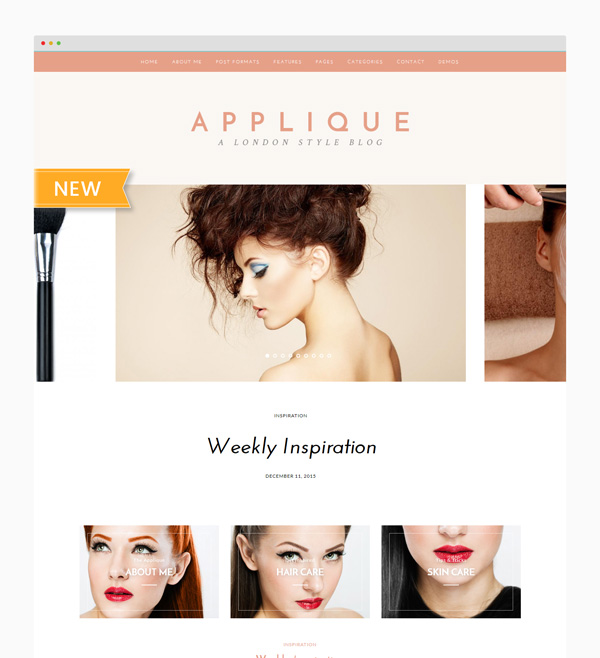 HOME ABOUT ME POST FORMATS FEATURES PAGES CATEGORIES CONTACT DEMOS
APPLIQUE
A LONDON STYLE BLOG
NEW
INSPIRATION
Weekly Inspiration
DECEMBER 11, 2015
ABOUT ME
HAIR CARE
SKIN CARE
INSPIRATION